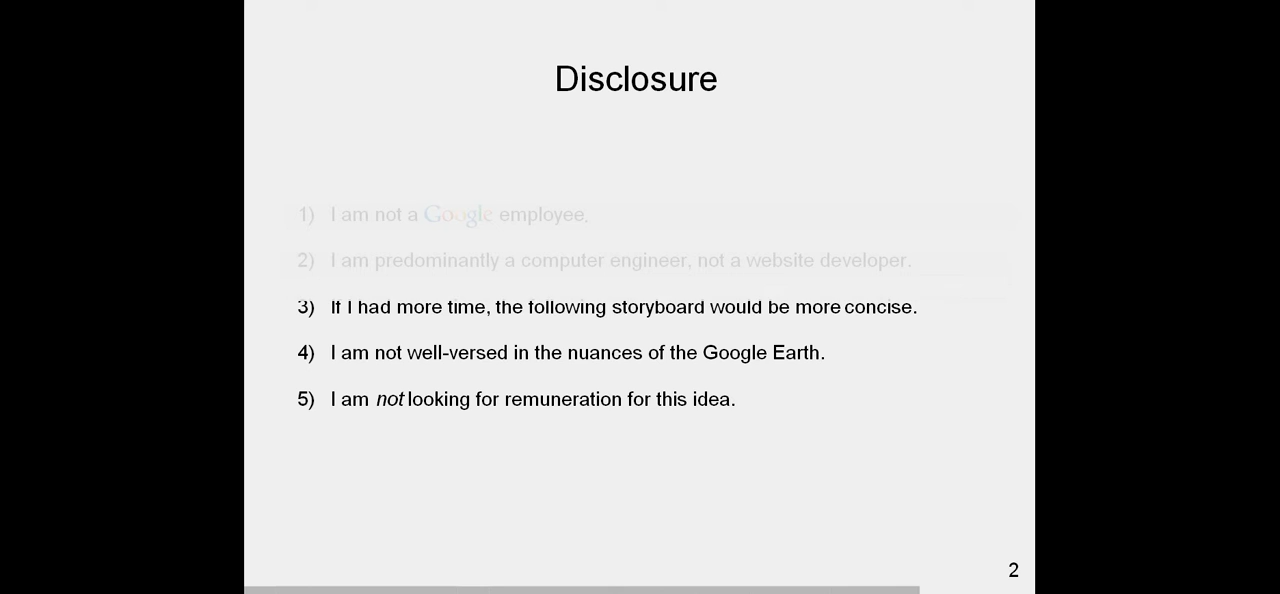 Disclosure
1) I am not a Google employee.
2) I am predominantly a computer engineer, not a website developer.
3) If I had more time, the following storyboard would be more concise.
4) I am not well-versed in the nuances of the Google Earth.
5) I am not looking for remuneration for this idea.
2